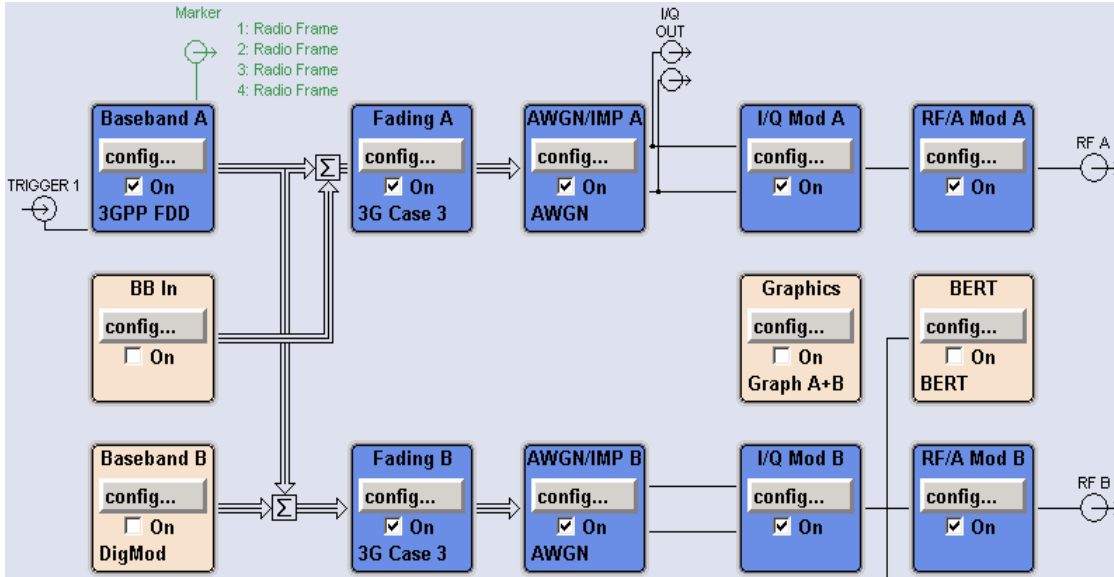 Marker
1: Radio Frame
2: Radio Frame
3: Radio Frame
4: Radio Frame
I/Q
OUT
TRIGGER 1
Baseband A
config...
On
3GPP FDD
Σ
Fading A
config...
On
3G Case 3
AWGN/IMP A
config...
On
AWGN
I/Q Mod A
config...
On
RF/A Mod A
config...
On
RF A
BB In
config...
On
Graphics
config...
On
Graph A+B
BERT
config...
On
BERT
Baseband B
config...
On
DigMod
Σ
Fading B
config...
On
3G Case 3
AWGN/IMP B
config...
On
AWGN
I/Q Mod B
config...
On
RF/A Mod B
config...
On
RF B